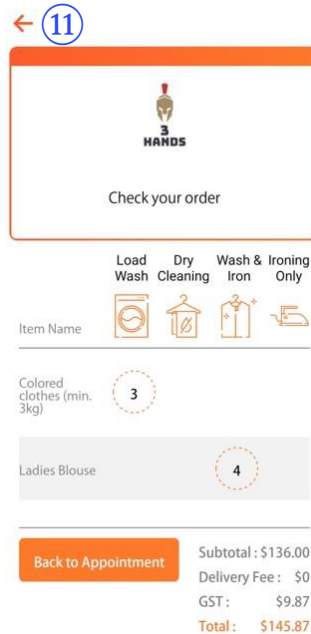 11
3
HANDS
Check your order
Load Wash
Dry Cleaning
Wash & Iron
Ironing Only
Item Name
Colored
clothes (min.
3kg)
3
Ladies Blouse
4
Back to Appointment
Subtotal : $136.00
Delivery Fee : $0
GST : $9.87
Total : $145.87